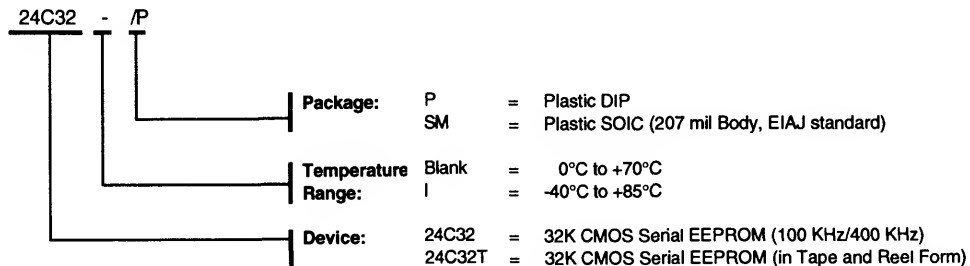 24C32 - /P
Package: P = Plastic DIP
SM = Plastic SOIC (207 mil Body, EIAJ standard)
Temperature Blank = 0°C to +70°C
Range: I = -40°C to +85°C
Device: 24C32 = 32K CMOS Serial EEPROM (100 KHz/400 KHz)
24C32T = 32K CMOS Serial EEPROM (in Tape and Reel Form)